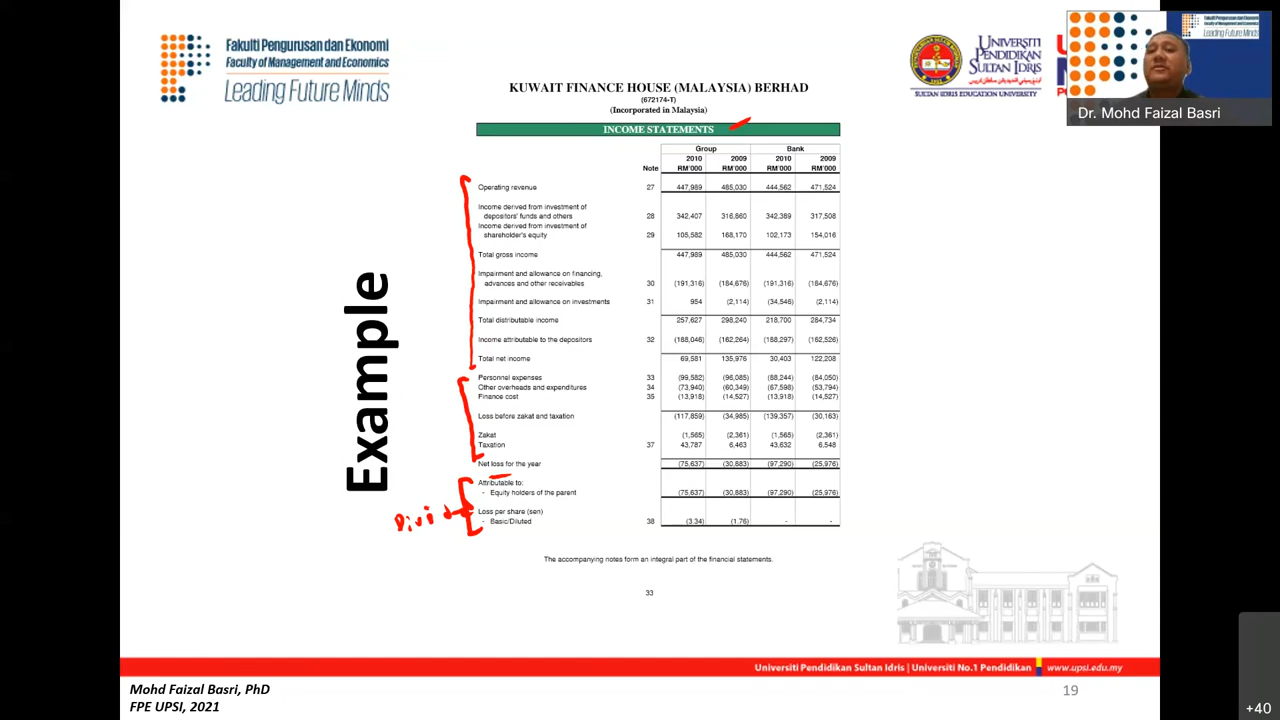 Fakulti Pengurusan dan Ekonomi
Faculty of Management and Economics
Leading Future Minds
UNIVERSITI
PENDIDIKAN
SULTAN IDRIS
SULTAN IDRIS EDUCATION UNIVERSITY
Fakulti Pengurusan dan Ekonomi
Faculty of Management and Economics
Leading Future Minds
Dr. Mohd Faizal Basri
KUWAIT FINANCE HOUSE (MALAYSIA) BERHAD
(672174-T)
(Incorporated in Malaysia)
INCOME STATEMENTS
Group Bank
2010 2009 2010 2009
Note RM'000 RM'000 RM'000 RM'000
Operating revenue 27 447,989 485,030 444,562 471,524
Income derived from investment of
depositors' funds and others 28 342,407 316,860 342,389 317,508
Income derived from investment of
shareholder's equity 29 105,582 168,170 102,173 154,016
Total gross income 447,989 485,030 444,562 471,524
Impairment and allowance on financing,
advances and other receivables 30 (191,316) (184,676) (191,316) (184,676)
Impairment and allowance on investments 31 954 (2,114) (34,546) (2,114)
Total distributable income 257,627 298,240 218,700 284,734
Income attributable to the depositors 32 (188,046) (162,264) (188,297) (162,526)
Total net income 69,581 135,976 30,403 122,208
Personnel expenses 33 (99,582) (96,085) (88,244) (84,050)
Other overheads and expenditures 34 (73,940) (60,349) (67,598) (53,794)
Finance cost 35 (13,918) (14,527) (13,918) (14,527)
Loss before zakat and taxation (117,859) (34,985) (139,357) (30,163)
Zakat (1,565) (2,361) (1,565) (2,361)
Taxation 37 43,787 6,463 43,632 6,548
Net loss for the year (75,637) (30,883) (97,290) (25,976)
Attributable to:
- Equity holders of the parent (75,637) (30,883) (97,290) (25,976)
Loss per share (sen)
- Basic/Diluted 38 (3.34) (1.76) - -
The accompanying notes form an integral part of the financial statements.
33
Example
Divid
Universiti Pendidikan Sultan Idris | Universiti No.1 Pendidikan www.upsi.edu.my
Mohd Faizal Basri, PhD
FPE UPSI, 2021
19
+40